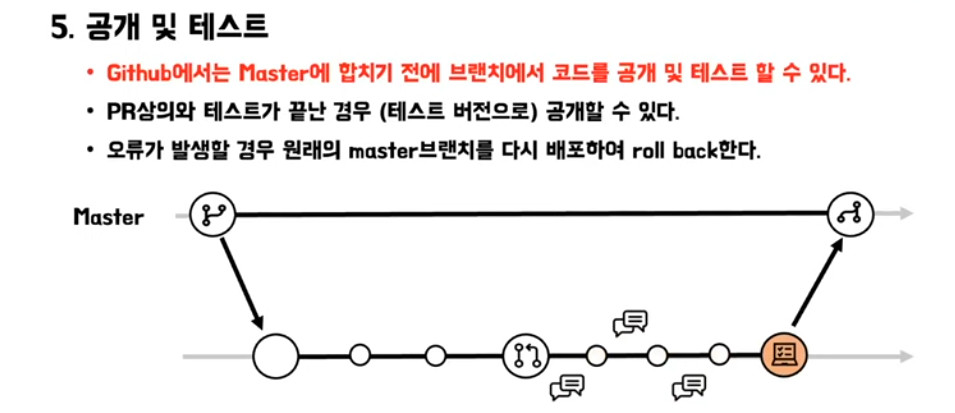 5. 공개 및 테스트
• Github에서는 Master에 합치기 전에 브랜치에서 코드를 공개 및 테스트 할 수 있다.
• PR상의와 테스트가 끝난 경우 (테스트 버전으로) 공개할 수 있다.
• 오류가 발생할 경우 원래의 master브랜치를 다시 배포하여 roll back한다.
Master